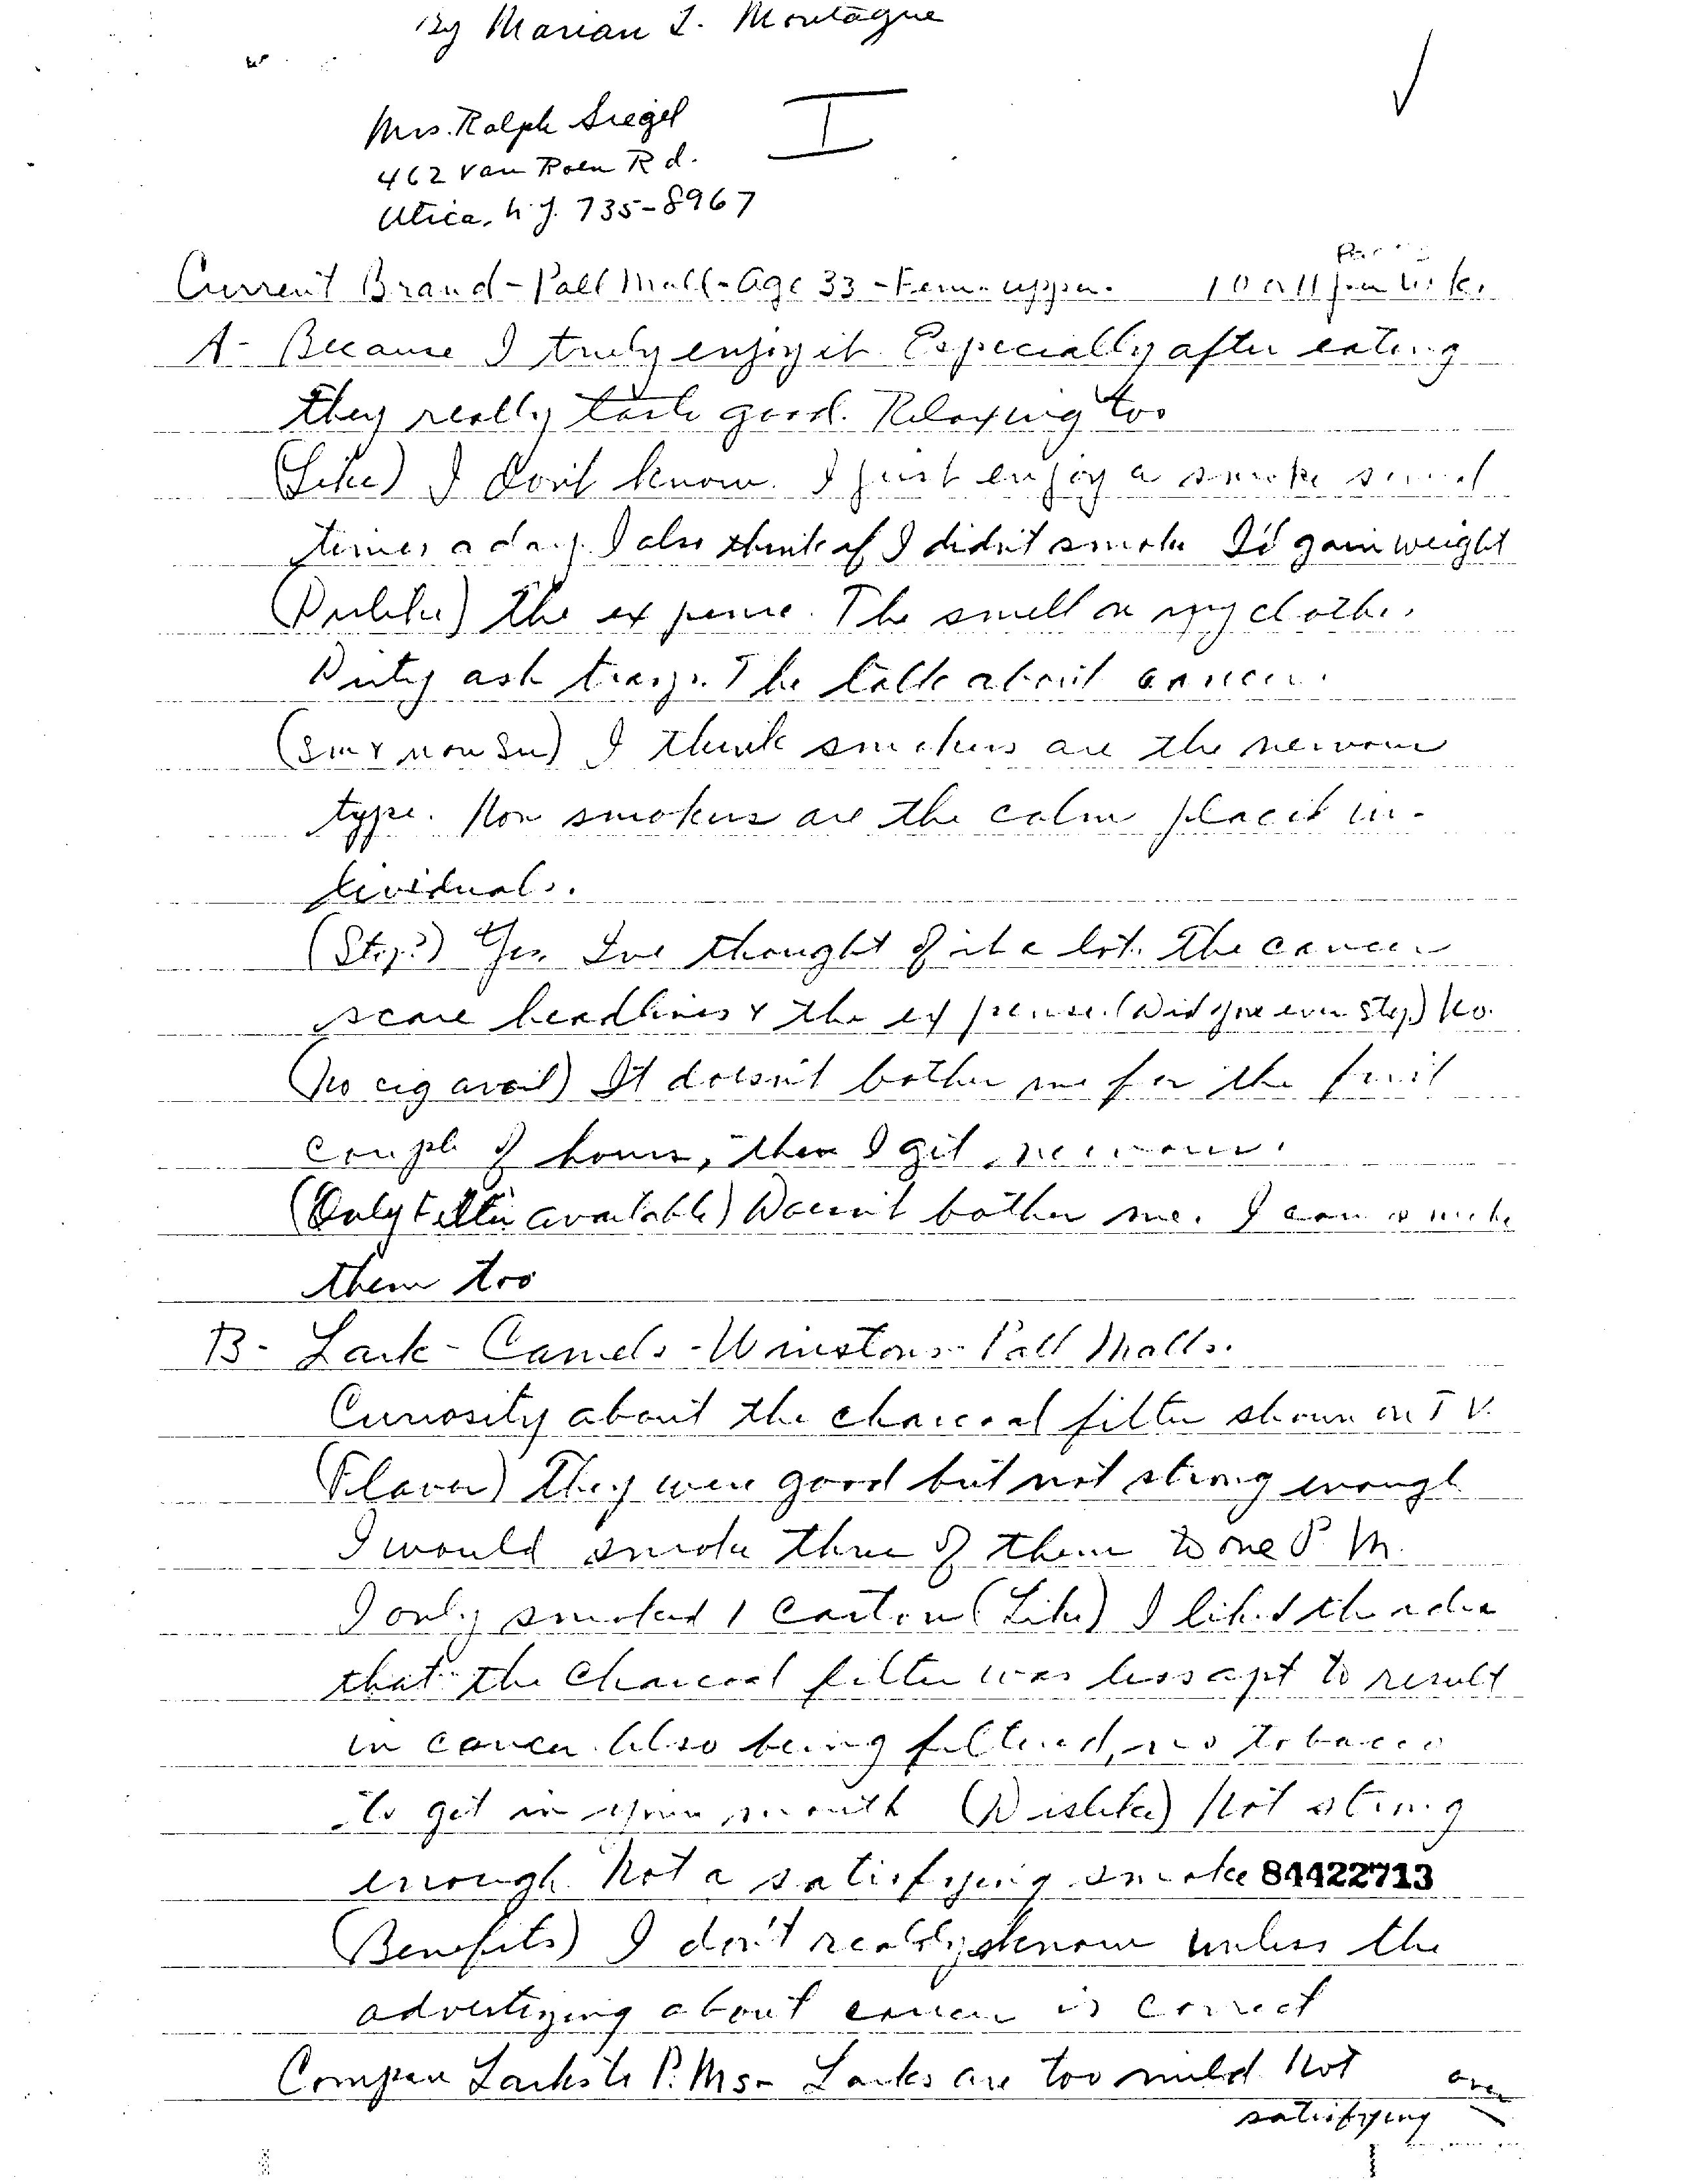 By Marian L. Montague
Mrs. Ralph Siegel
I
462 Van Roen Rd.
Utica, N.Y. 735-8967
Current Brand - Pall Mall - Age 33 - Fem. upper. 10 or 11 per wk.
A- Because I truly enjoy it. Especially after eating
they really taste good. Relaxing too
(Like) I don't know. I just enjoy a smoke several
times a day. I also think if I didn't smoke I'd gain weight
(Dislike) The expense. The smell on my clothes.
Dirty ash trays. The talk about cancer.
(Sm & non Sm) I think smokers are the nervous
type. Non smokers are the calm placid in-
dividuals.
(Stop?) Yes. I've thought of it a lot. The cancer
scare headlines & the expense. (Did you ever stop) No.
(No cig avail) It doesn't bother me for the first
couple of hours, then I get nervous.
(Only Filter available) Doesn't bother me. I can smoke
them too
B- Lark - Camels - Winstons - Pall Malls.
Curiosity about the charcoal filter shown on TV.
(Flavor) They were good but not strong enough
I would smoke three of them to one P.M.
I only smoked 1 carton (Like) I liked the idea
that the charcoal filter was less apt to result
in cancer. Also being filtered, no tobacco
to get in your mouth (Dislike) Not strong
enough. Not a satisfying smoke 84422713
(Benefits) I don't really know unless the
advertizing about cancer is correct
Compare Larks to P.Ms - Larks are too mild. Not
satisfying
over